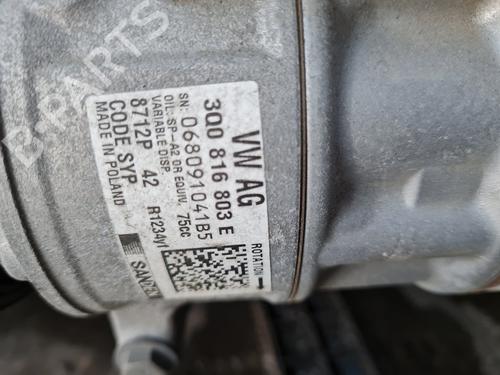 VW AG
3Q0 816 803 E
SN: 068091041B5
OIL: SP-A2 OR EQUIV. 75cc
VARIABLE DISP.
8712P 42 R1234yf
CODE SYP
MADE IN POLAND
ROTATION
SANDEN
B-PARTS